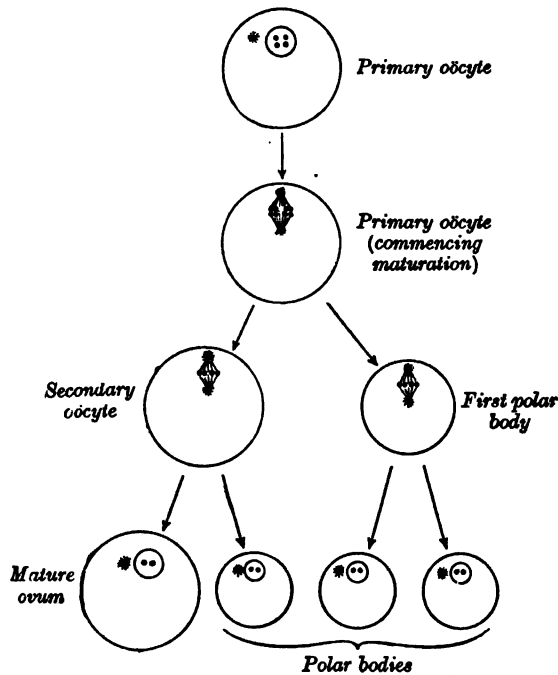 Primary oöcyte
Primary oöcyte
(commencing
maturation)
Secondary
oöcyte
First polar
body
Mature
ovum
Polar bodies